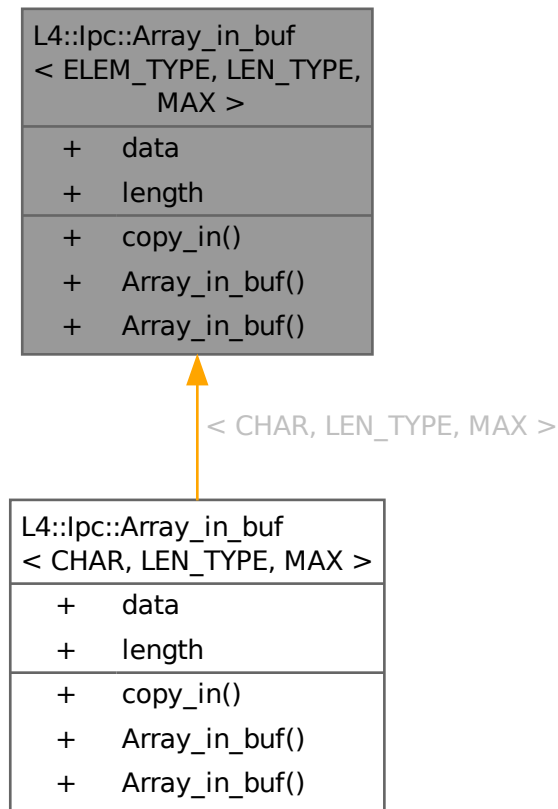 L4::Ipc::Array_in_buf
< ELEM_TYPE, LEN_TYPE,
MAX >
+ data
+ length
+ copy_in()
+ Array_in_buf()
+ Array_in_buf()
< CHAR, LEN_TYPE, MAX >
L4::Ipc::Array_in_buf
< CHAR, LEN_TYPE, MAX >
+ data
+ length
+ copy_in()
+ Array_in_buf()
+ Array_in_buf()